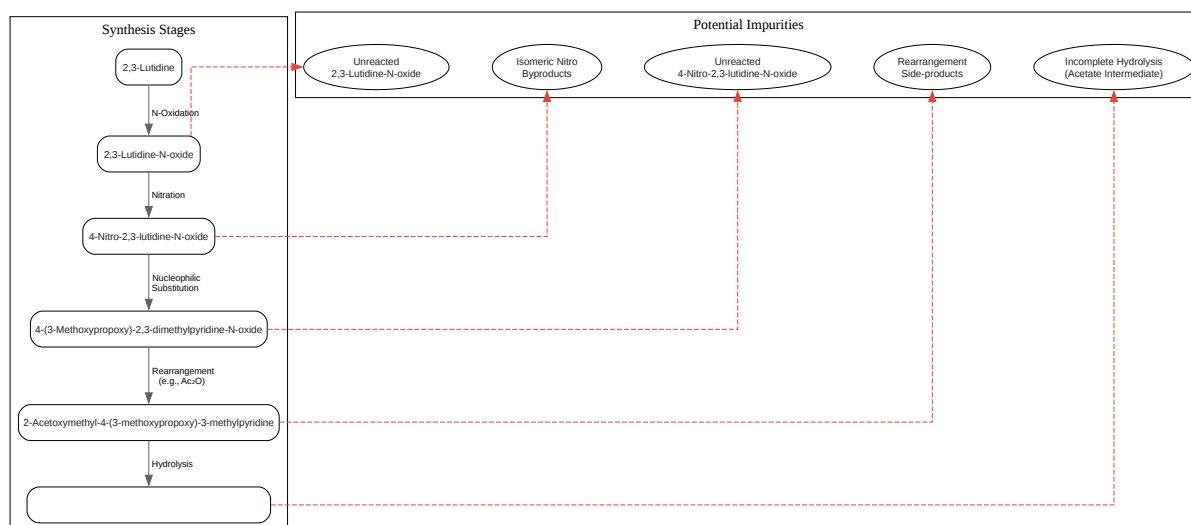 Synthesis Stages
2,3-Lutidine
N-Oxidation
2,3-Lutidine-N-oxide
Nitration
4-Nitro-2,3-lutidine-N-oxide
Nucleophilic
Substitution
4-(3-Methoxypropoxy)-2,3-dimethylpyridine-N-oxide
Rearrangement
(e.g., Ac₂O)
2-Acetoxymethyl-4-(3-methoxypropoxy)-3-methylpyridine
Hydrolysis
Potential Impurities
Unreacted
2,3-Lutidine-N-oxide
Isomeric Nitro
Byproducts
Unreacted
4-Nitro-2,3-lutidine-N-oxide
Rearrangement
Side-products
Incomplete Hydrolysis
(Acetate Intermediate)